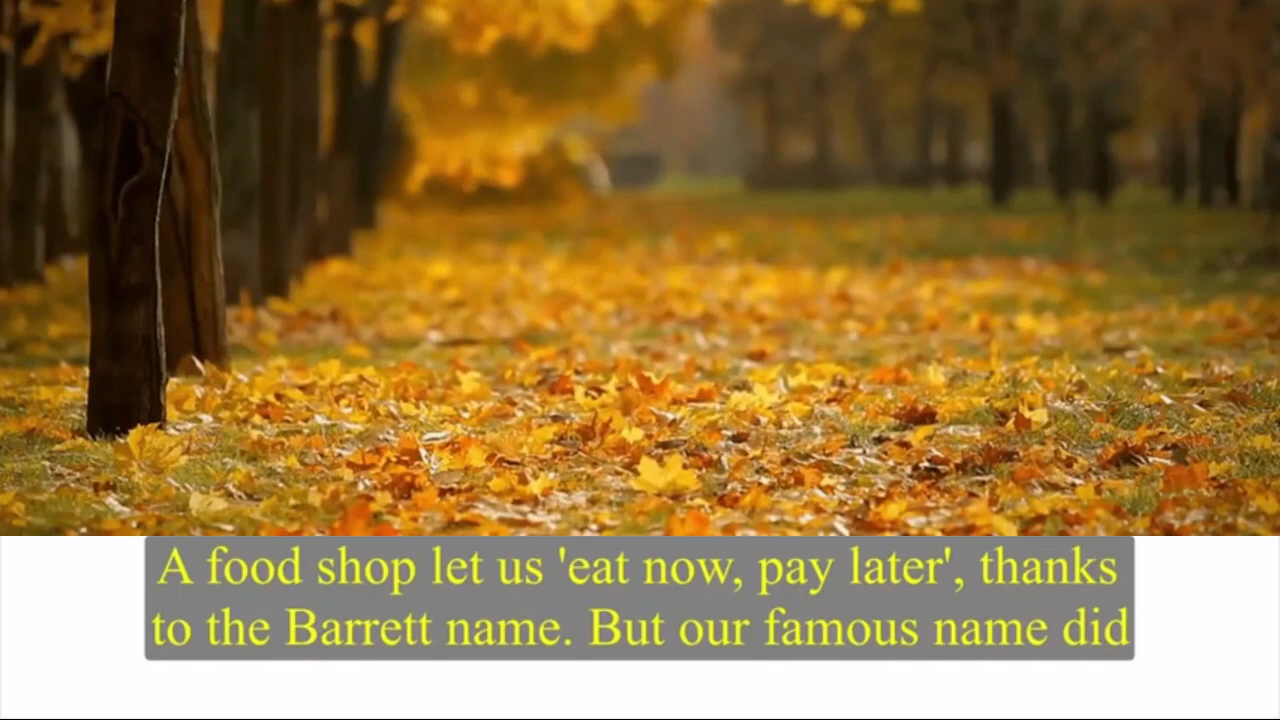 A food shop let us 'eat now, pay later', thanks
to the Barrett name. But our famous name did